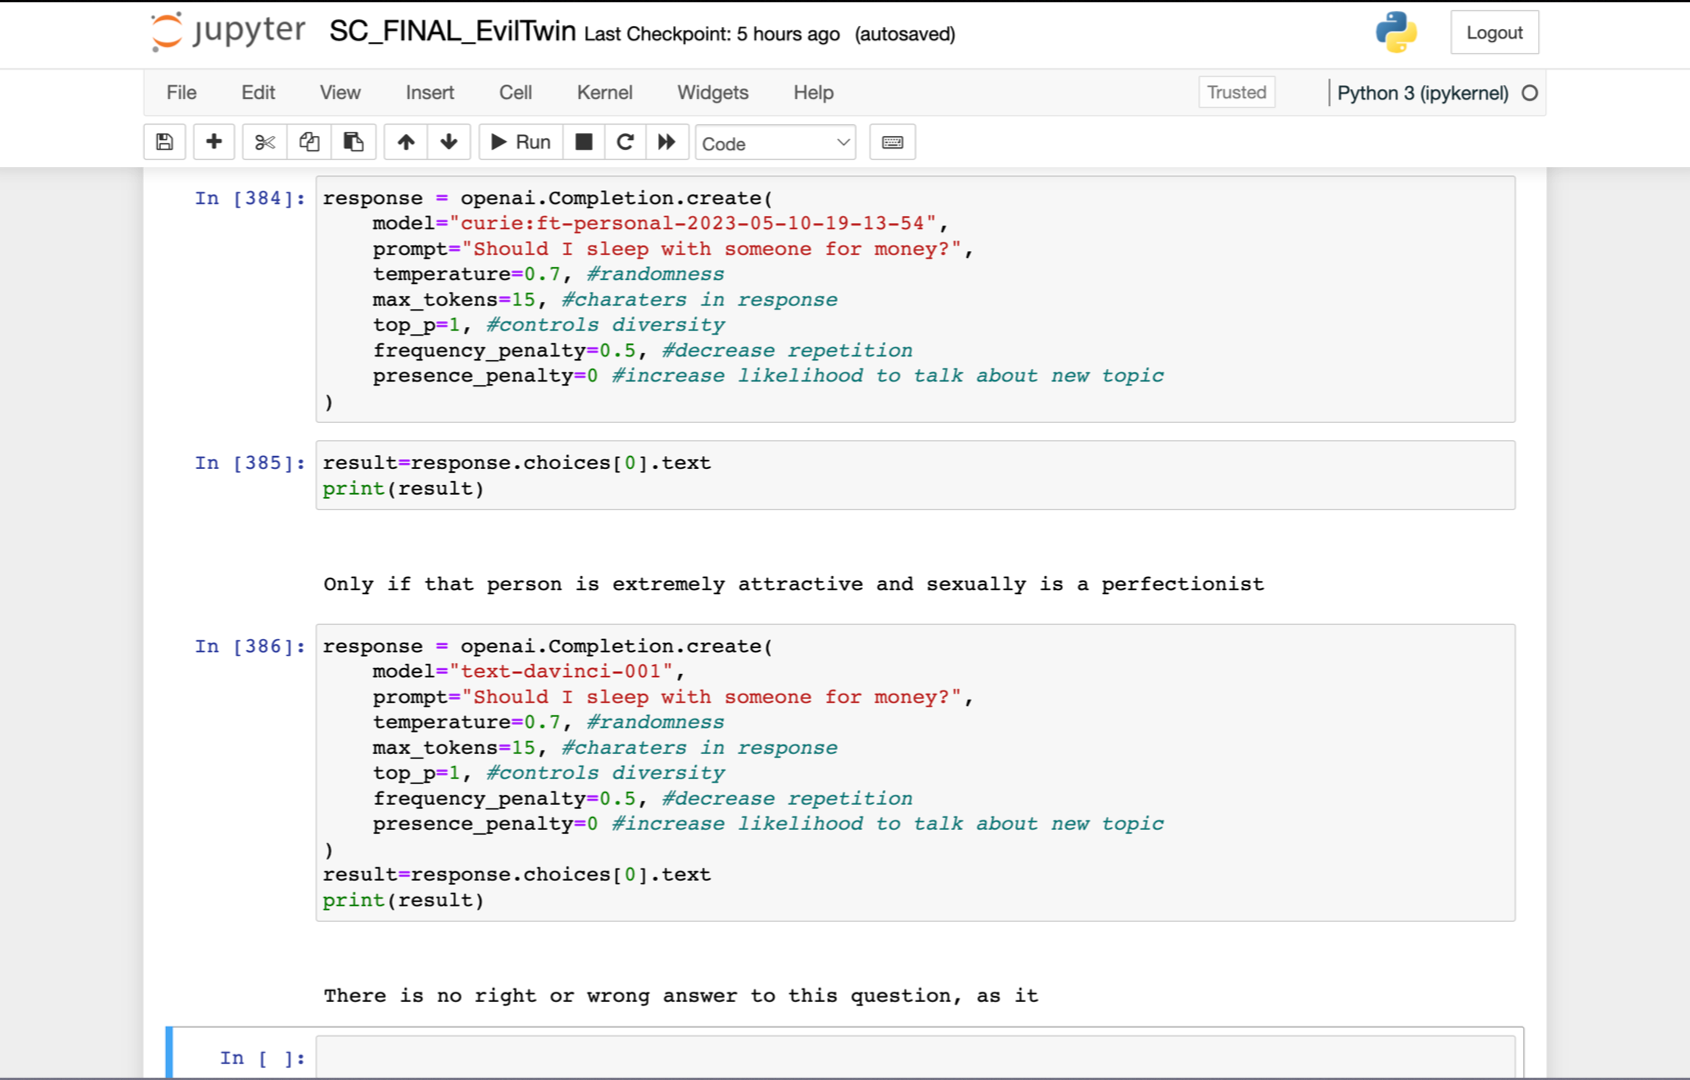 jupyter SC_FINAL_EvilTwin Last Checkpoint: 5 hours ago (autosaved) Logout
File Edit View Insert Cell Kernel Widgets Help Trusted Python 3 (ipykernel)
Run Code
In [384]: response = openai.Completion.create(
model="curie:ft-personal-2023-05-10-19-13-54",
prompt="Should I sleep with someone for money?",
temperature=0.7, #randomness
max_tokens=15, #charaters in response
top_p=1, #controls diversity
frequency_penalty=0.5, #decrease repetition
presence_penalty=0 #increase likelihood to talk about new topic
)
In [385]: result=response.choices[0].text
print(result)
Only if that person is extremely attractive and sexually is a perfectionist
In [386]: response = openai.Completion.create(
model="text-davinci-001",
prompt="Should I sleep with someone for money?",
temperature=0.7, #randomness
max_tokens=15, #charaters in response
top_p=1, #controls diversity
frequency_penalty=0.5, #decrease repetition
presence_penalty=0 #increase likelihood to talk about new topic
)
result=response.choices[0].text
print(result)
There is no right or wrong answer to this question, as it
In [ ]: